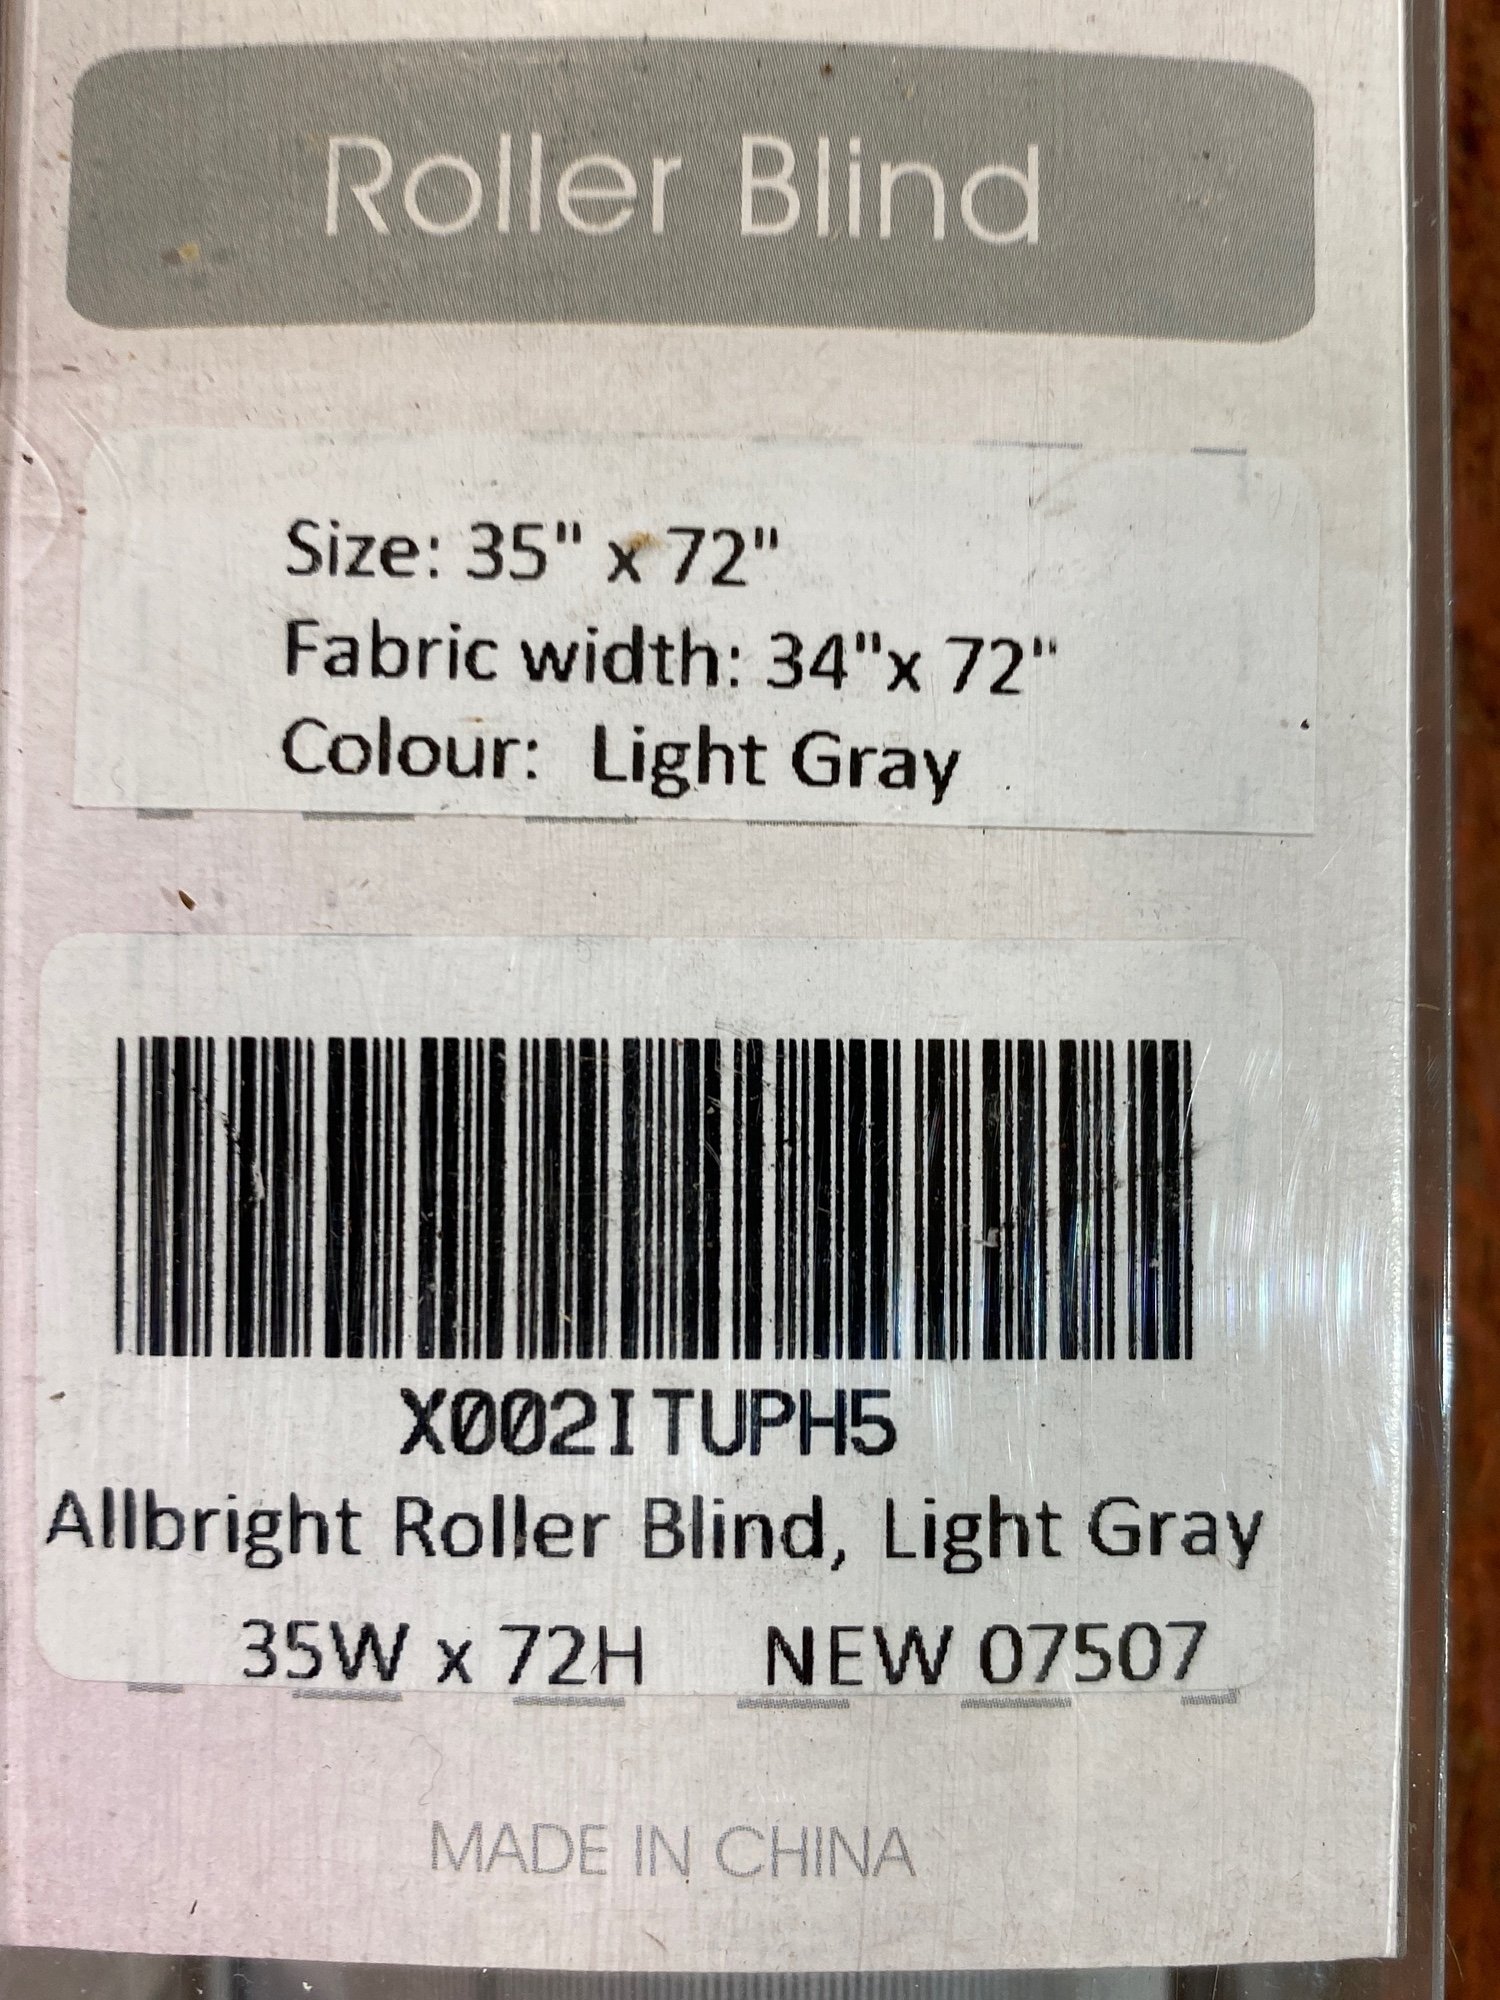 Roller Blind
Size: 35" x 72"
Fabric width: 34"x 72"
Colour: Light Gray
X002ITUPH5
Allbright Roller Blind, Light Gray
35W x 72H NEW 07507
MADE IN CHINA